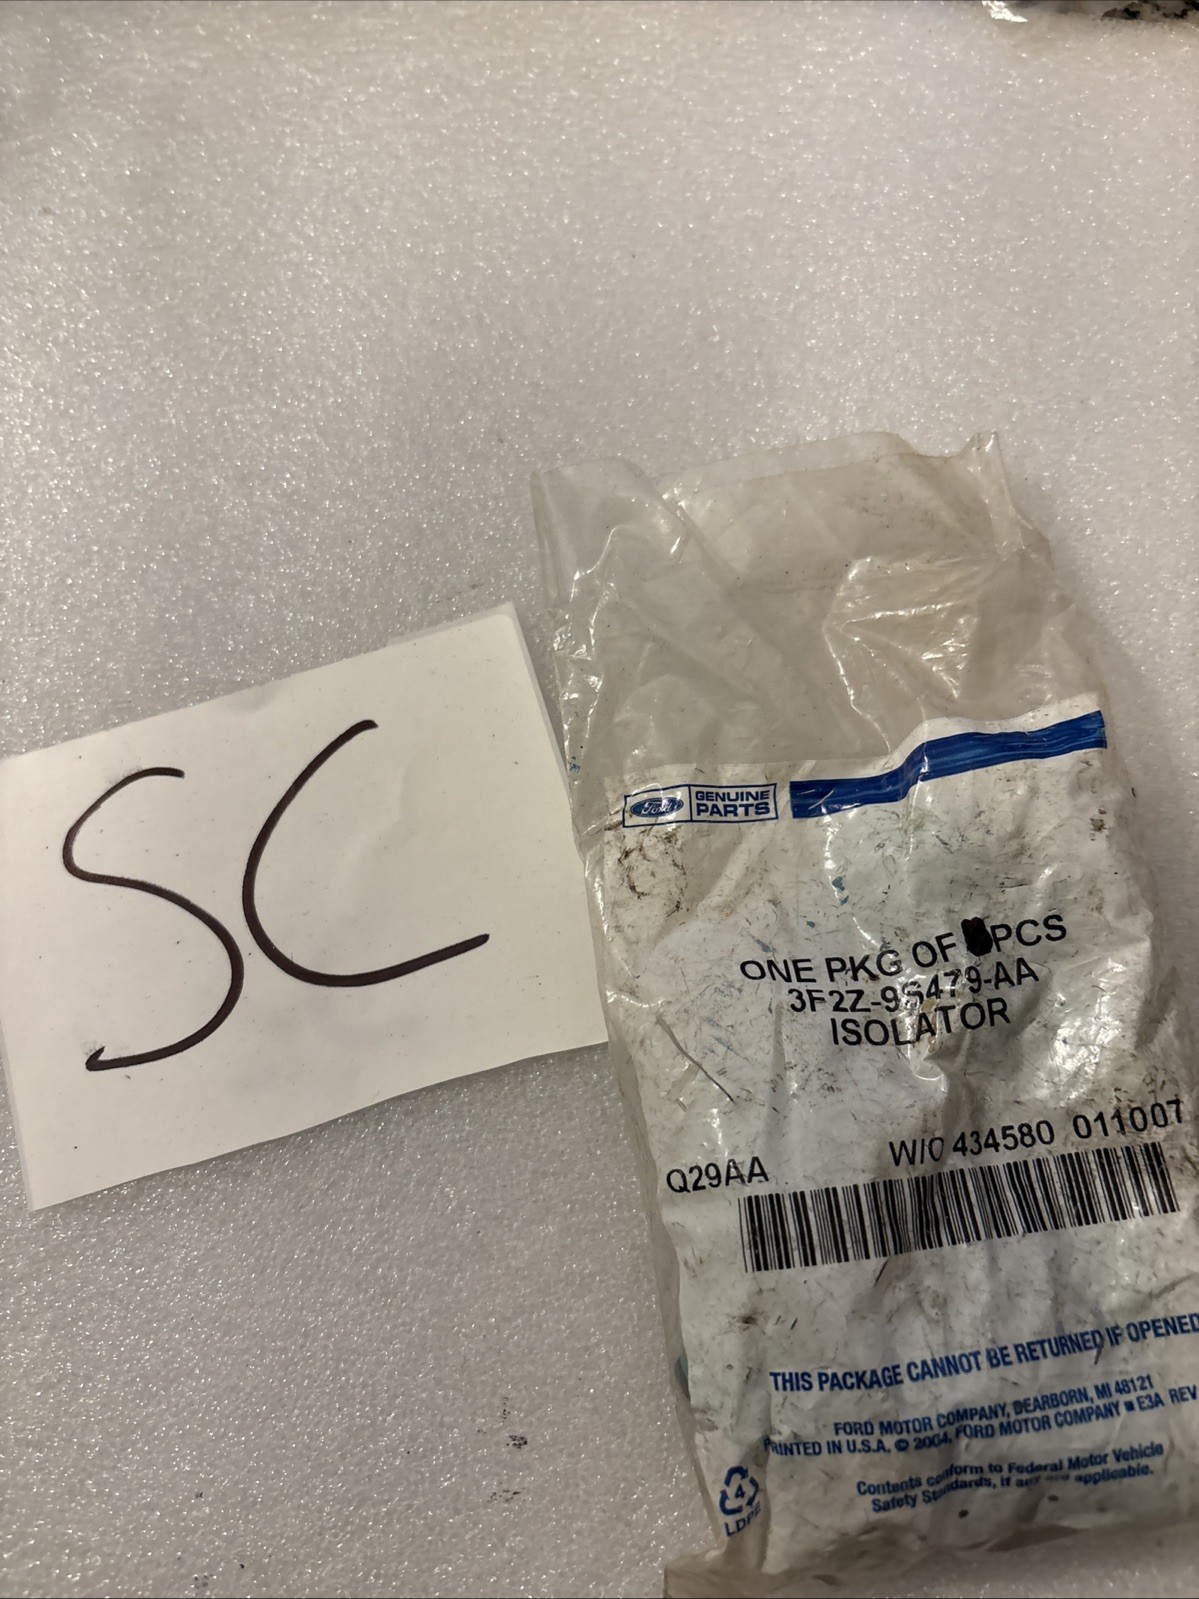 SC
Ford GENUINE PARTS
ONE PKG OF PCS
3F2Z-9S479-AA
ISOLATOR
W/O 434580 011007
Q29AA
THIS PACKAGE CANNOT BE RETURNED IF OPENED
FORD MOTOR COMPANY, DEARBORN, MI 48121
PRINTED IN U.S.A. © 2004, FORD MOTOR COMPANY ■ E3A REV
Contents conform to Federal Motor Vehicle
Safety Standards, if any applicable.
4
LDPE